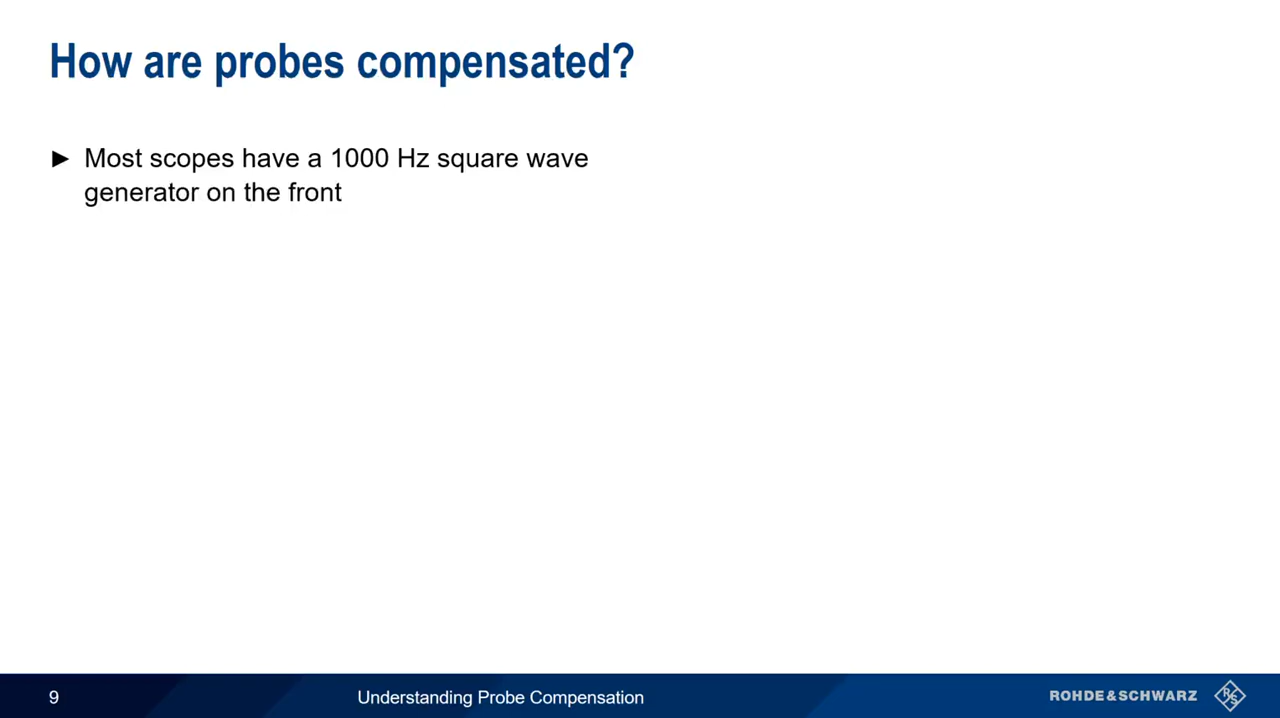 How are probes compensated?
► Most scopes have a 1000 Hz square wave
generator on the front
9
Understanding Probe Compensation
ROHDE & SCHWARZ
R S